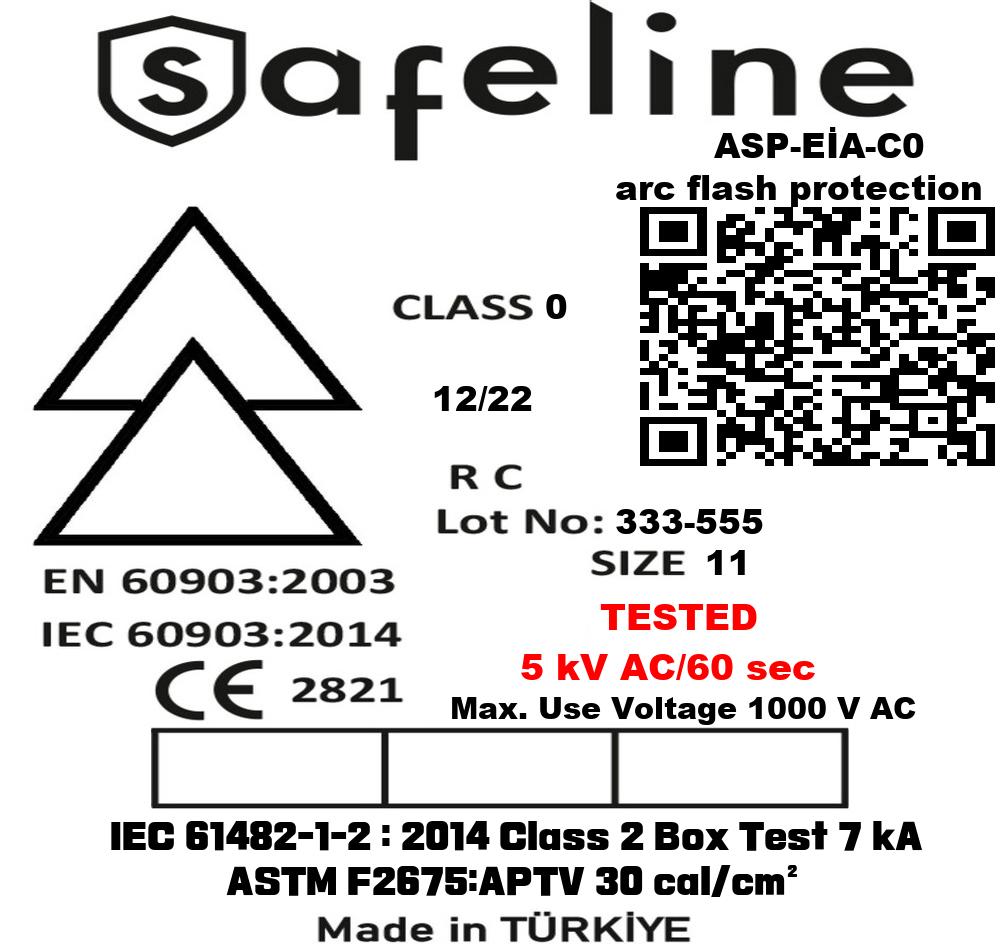 safeline
ASP-EİA-C0
arc flash protection
CLASS 0
12/22
R C
Lot No: 333-555
SIZE 11
EN 60903:2003
IEC 60903:2014
TESTED
5 kV AC/60 sec
CE 2821
Max. Use Voltage 1000 V AC
IEC 61482-1-2 : 2014 Class 2 Box Test 7 kA
ASTM F2675:APTV 30 cal/cm²
Made in TÜRKİYE